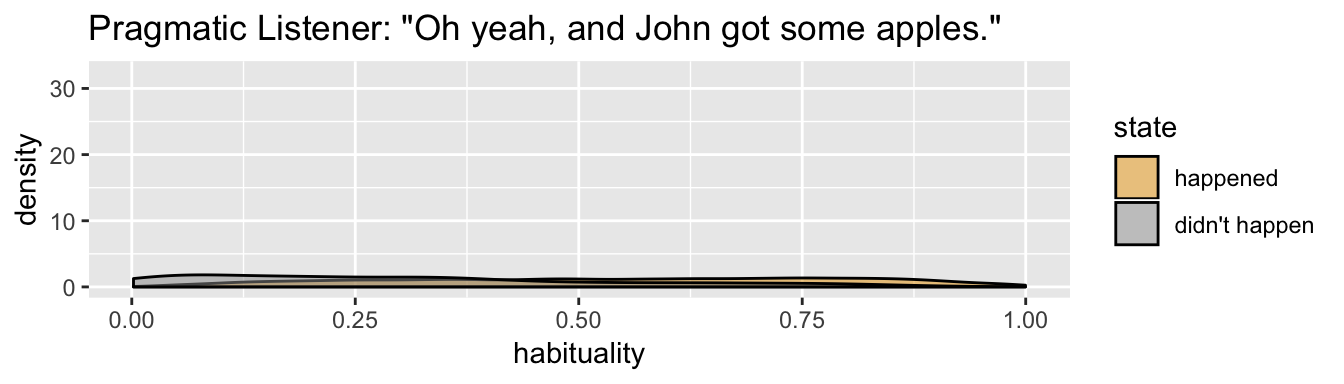 Pragmatic Listener: "Oh yeah, and John got some apples."
density
30
20
10
0
0.00 0.25 0.50 0.75 1.00
habituality
state
happened
didn't happen